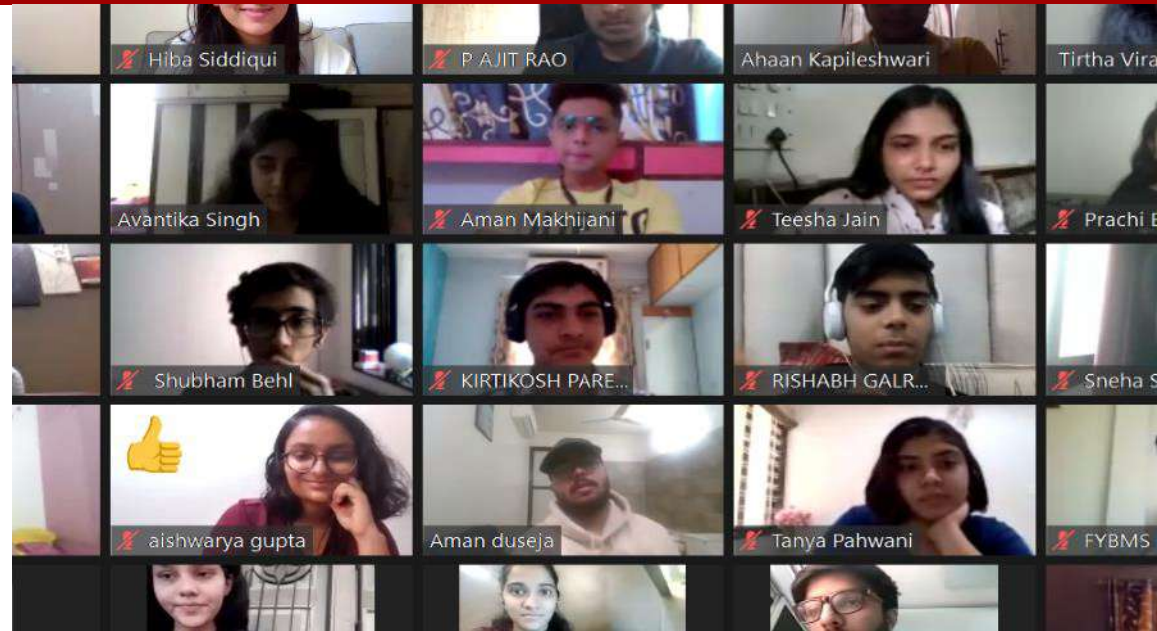 Hiba Siddiqui
P AJIT RAO
Ahaan Kapileshwari
Tirtha Vira
Avantika Singh
Aman Makhijani
Teesha Jain
Prachi
Shubham Behl
KIRTIKOSH PARE...
RISHABH GALR...
Sneha S
aishwarya gupta
Aman duseja
Tanya Pahwani
FYBMS